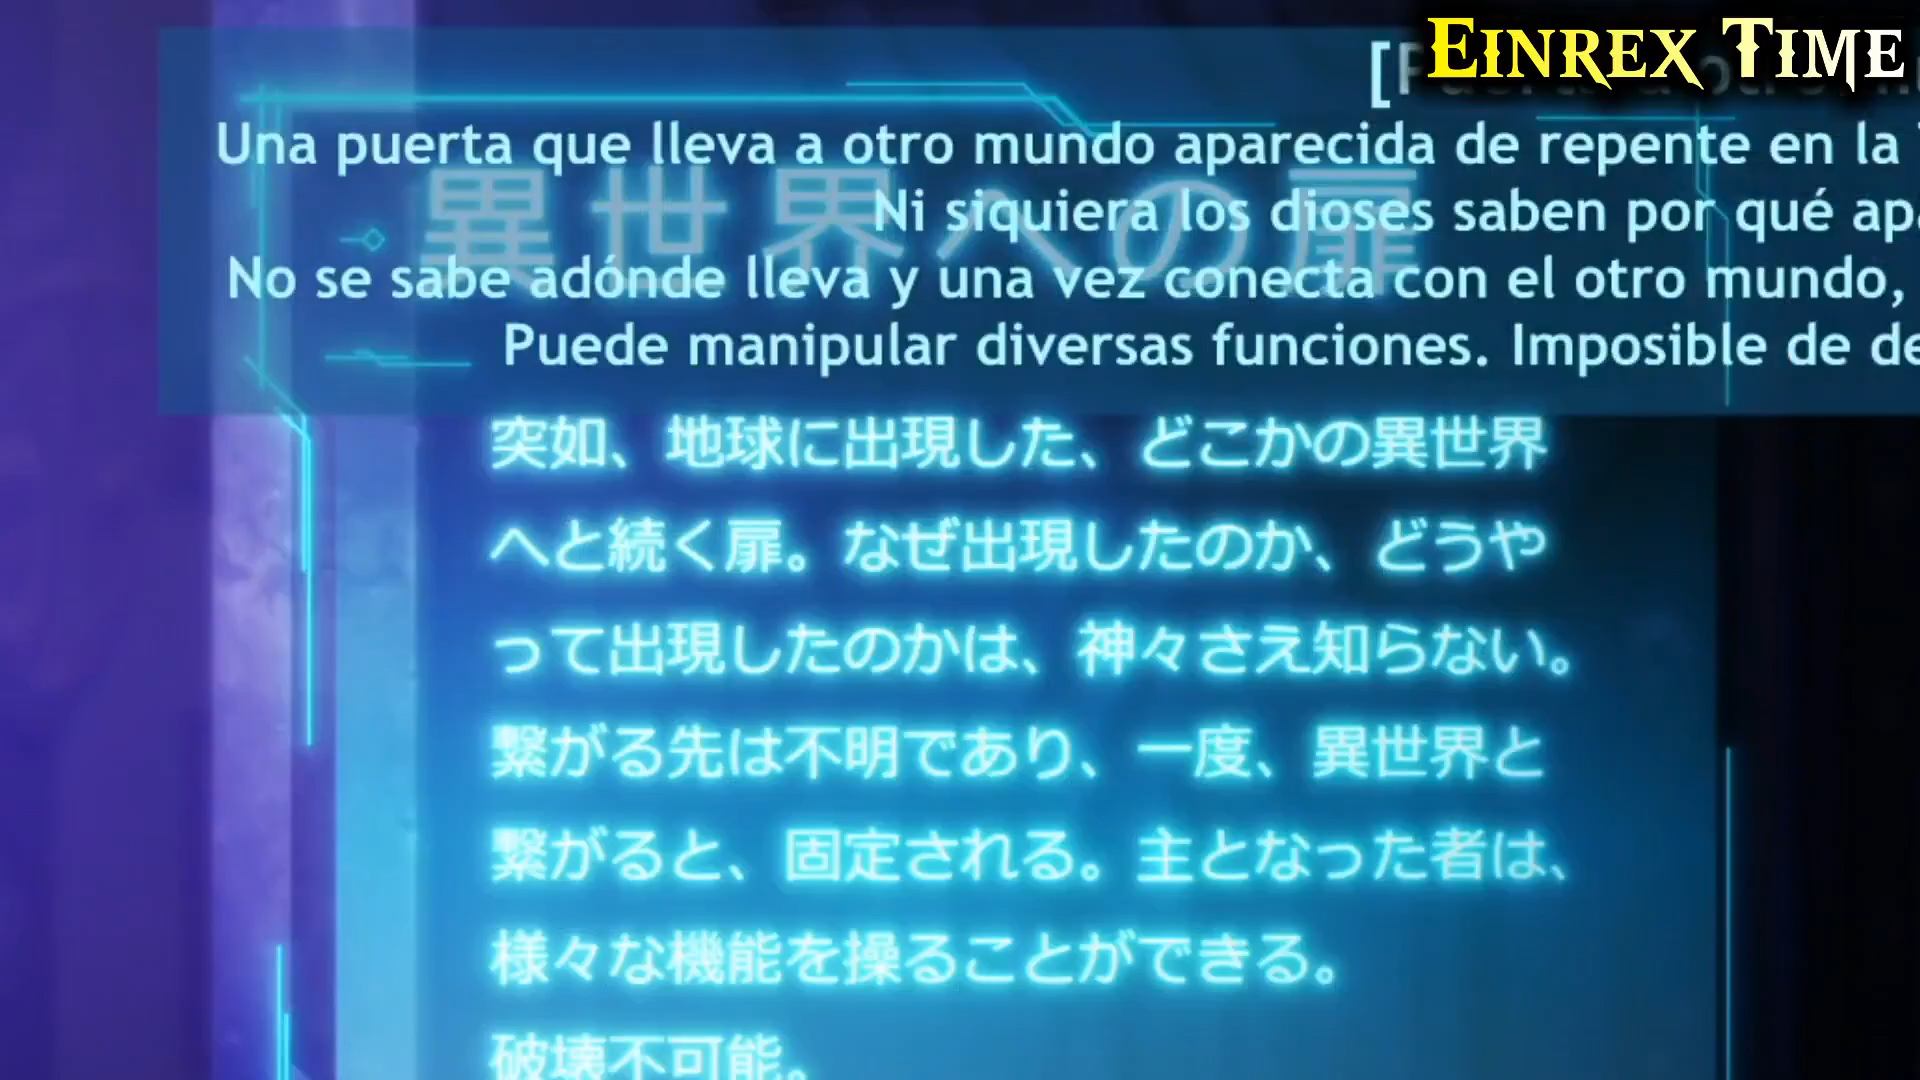 EINREX TIME
Una puerta que lleva a otro mundo aparecida de repente en la
Ni siquiera los dioses saben por qué
No se sabe adónde lleva y una vez conecta con el otro mundo,
Puede manipular diversas funciones. Imposible de
異世界への扉
突如、地球に出現した、どこかの異世界
へと続く扉。なぜ出現したのか、どうや
って出現したのかは、神々さえ知らない。
繋がる先は不明であり、一度、異世界と
繋がると、固定される。主となった者は、
様々な機能を操ることができる。
破壊不可能。